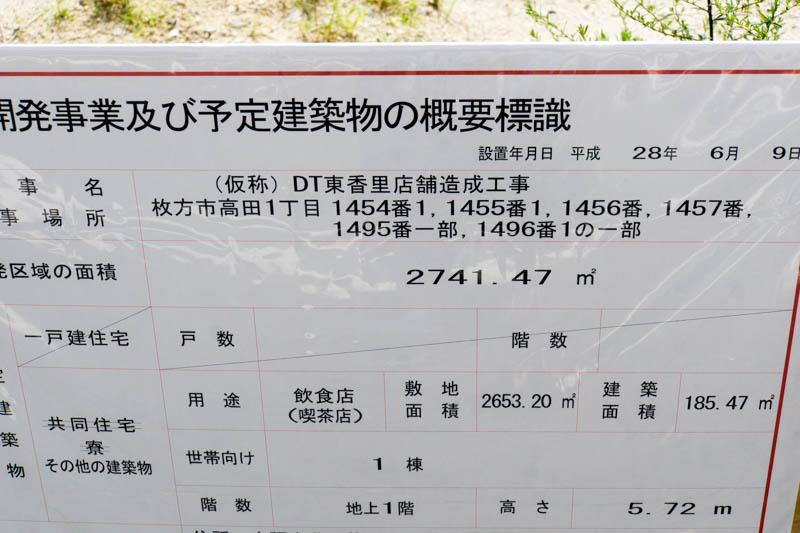 開発事業及び予定建築物の概要標識
設置年月日 平成 28年 6月 9日
事名 (仮称)DT東香里店舗造成工事
事場所 枚方市高田1丁目 1454番1, 1455番1, 1456番, 1457番,
1495番一部, 1496番1の一部
発区域の面積 2741.47 ㎡
一戸建住宅 戸数 階数
建築物
共同住宅
寮
その他の建築物
用途 飲食店(喫茶店) 敷地面積 2653.20 ㎡ 建築面積 185.47 ㎡
世帯向け 1 棟
階数 地上1階 高さ 5.72 m